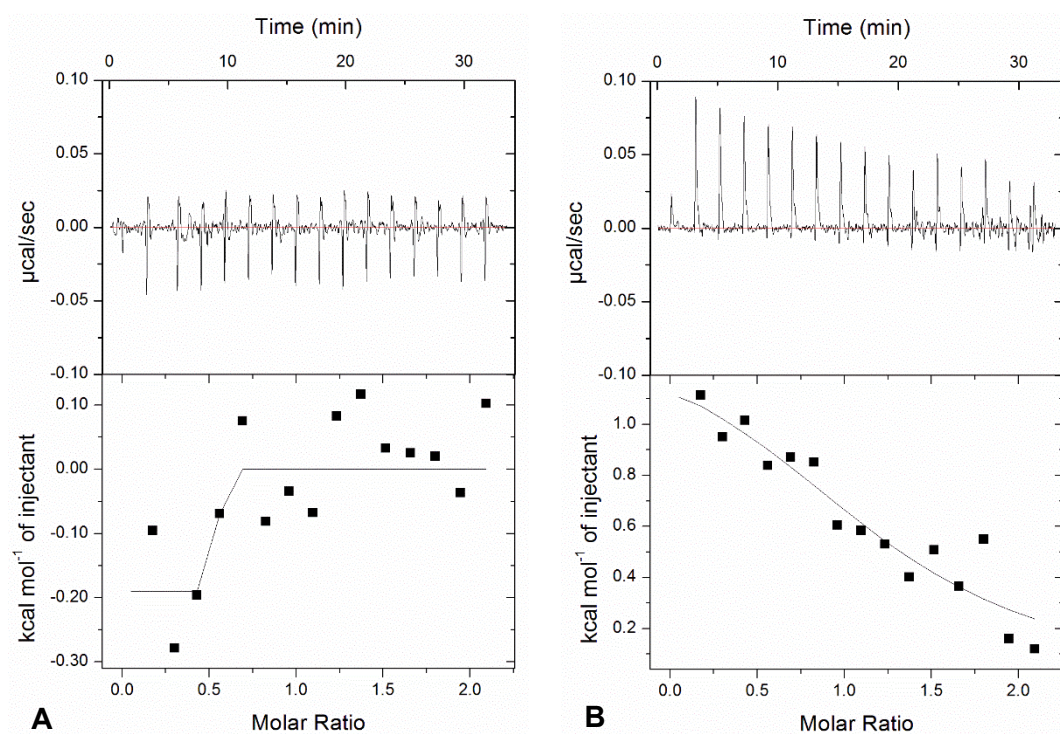 Time (min)
0 10 20 30
0.10
0.05
0.00
-0.05
-0.10
µcal/sec
0.10
0.00
-0.10
-0.20
-0.30
kcal mol⁻¹ of injectant
0.0 0.5 1.0 1.5 2.0
Molar Ratio
A
Time (min)
0 10 20 30
0.10
0.05
0.00
-0.05
-0.10
µcal/sec
1.0
0.8
0.6
0.4
0.2
kcal mol⁻¹ of injectant
0.0 0.5 1.0 1.5 2.0
Molar Ratio
B